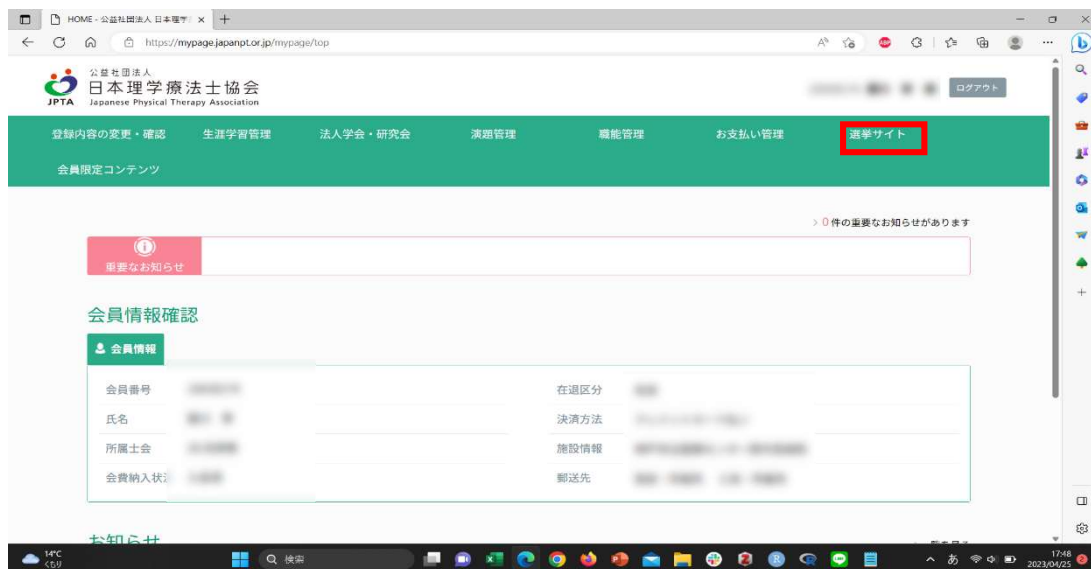 HOME - 公益社団法人 日本理学
https://mypage.japanpt.or.jp/mypage/top
公益社団法人
日本理学療法士協会
JPTA Japanese Physical Therapy Association
ログアウト
登録内容の変更・確認 生涯学習管理 法人学会・研究会 演題管理 職能管理 お支払い管理 選挙サイト
会員限定コンテンツ
> 0 件の重要なお知らせがあります
重要なお知らせ
会員情報確認
会員情報
会員番号 在退区分
氏名 決済方法
所属士会 施設情報
会費納入状 郵送先
お知らせ
14°C
くもり
検索
あ
17:48
2023/04/25
2